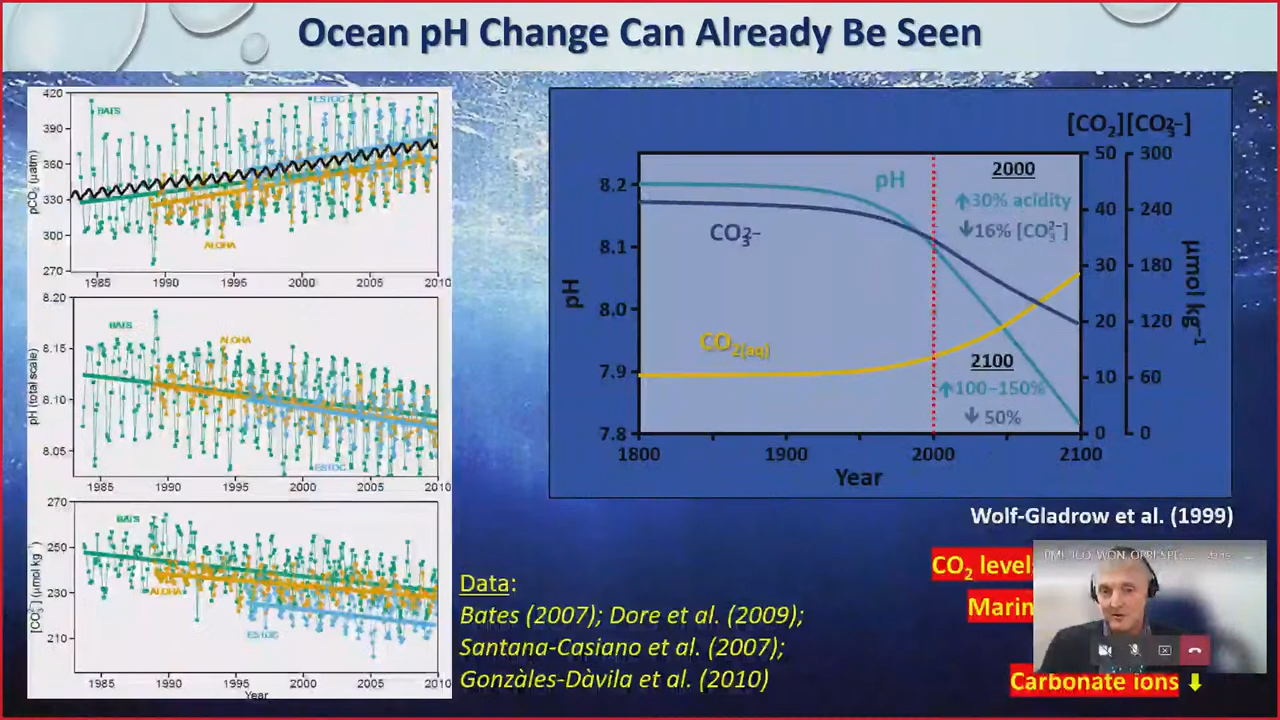 Ocean pH Change Can Already Be Seen
420
390
360
330
300
270
pCO₂ (µatm)
BATS
ESTOC
ALOHA
1985 1990 1995 2000 2005 2010
8.20
8.15
8.10
8.05
pH (total scale)
BATS
ALOHA
ESTOC
1985 1990 1995 2000 2005 2010
270
250
230
210
BATS
ALOHA
ESTOC
1985 1990 1995 2000 2005 2010
Year
[CO₂][CO₃²⁻]
8.2
8.1
8.0
7.9
7.8
pH
50
40
30
20
10
0
300
240
180
120
60
0
µmol kg⁻¹
pH
CO₃²⁻
CO₂(aq)
2000
↑30% acidity
↓16% [CO₃²⁻]
2100
↑100–150%
↓ 50%
1800 1900 2000 2100
Year
Wolf-Gladrow et al. (1999)
Data:
Bates (2007); Dore et al. (2009);
Santana-Casiano et al. (2007);
Gonzàles-Dàvila et al. (2010)
CO₂ level
Marin
Carbonate ions ⬇